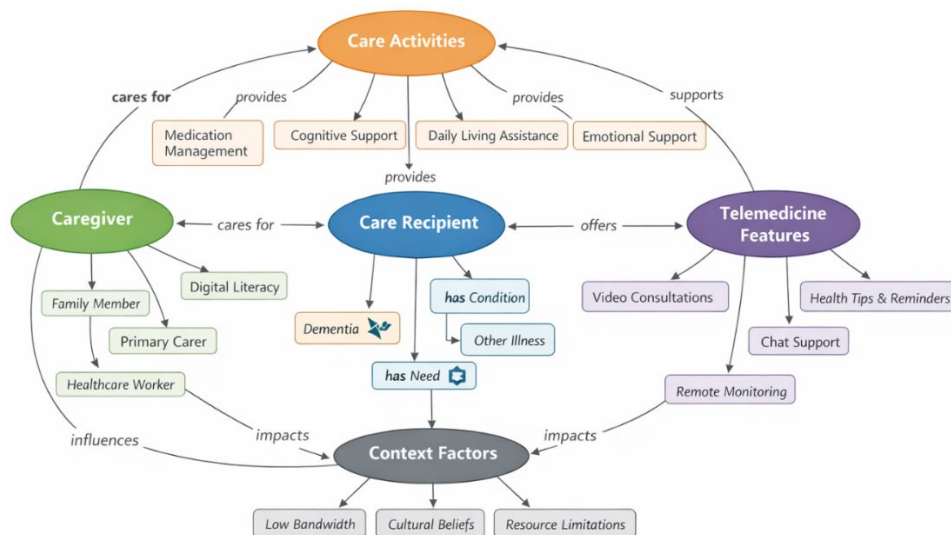 Care Activities
cares for
provides
provides
supports
Medication
Management
Cognitive Support
Daily Living Assistance
Emotional Support
provides
Caregiver
cares for
Care Recipient
offers
Telemedicine
Features
Family Member
Digital Literacy
Primary Carer
Healthcare Worker
Dementia
has Condition
Other Illness
has Need
Video Consultations
Health Tips & Reminders
Chat Support
Remote Monitoring
influences
impacts
impacts
Context Factors
Low Bandwidth
Cultural Beliefs
Resource Limitations